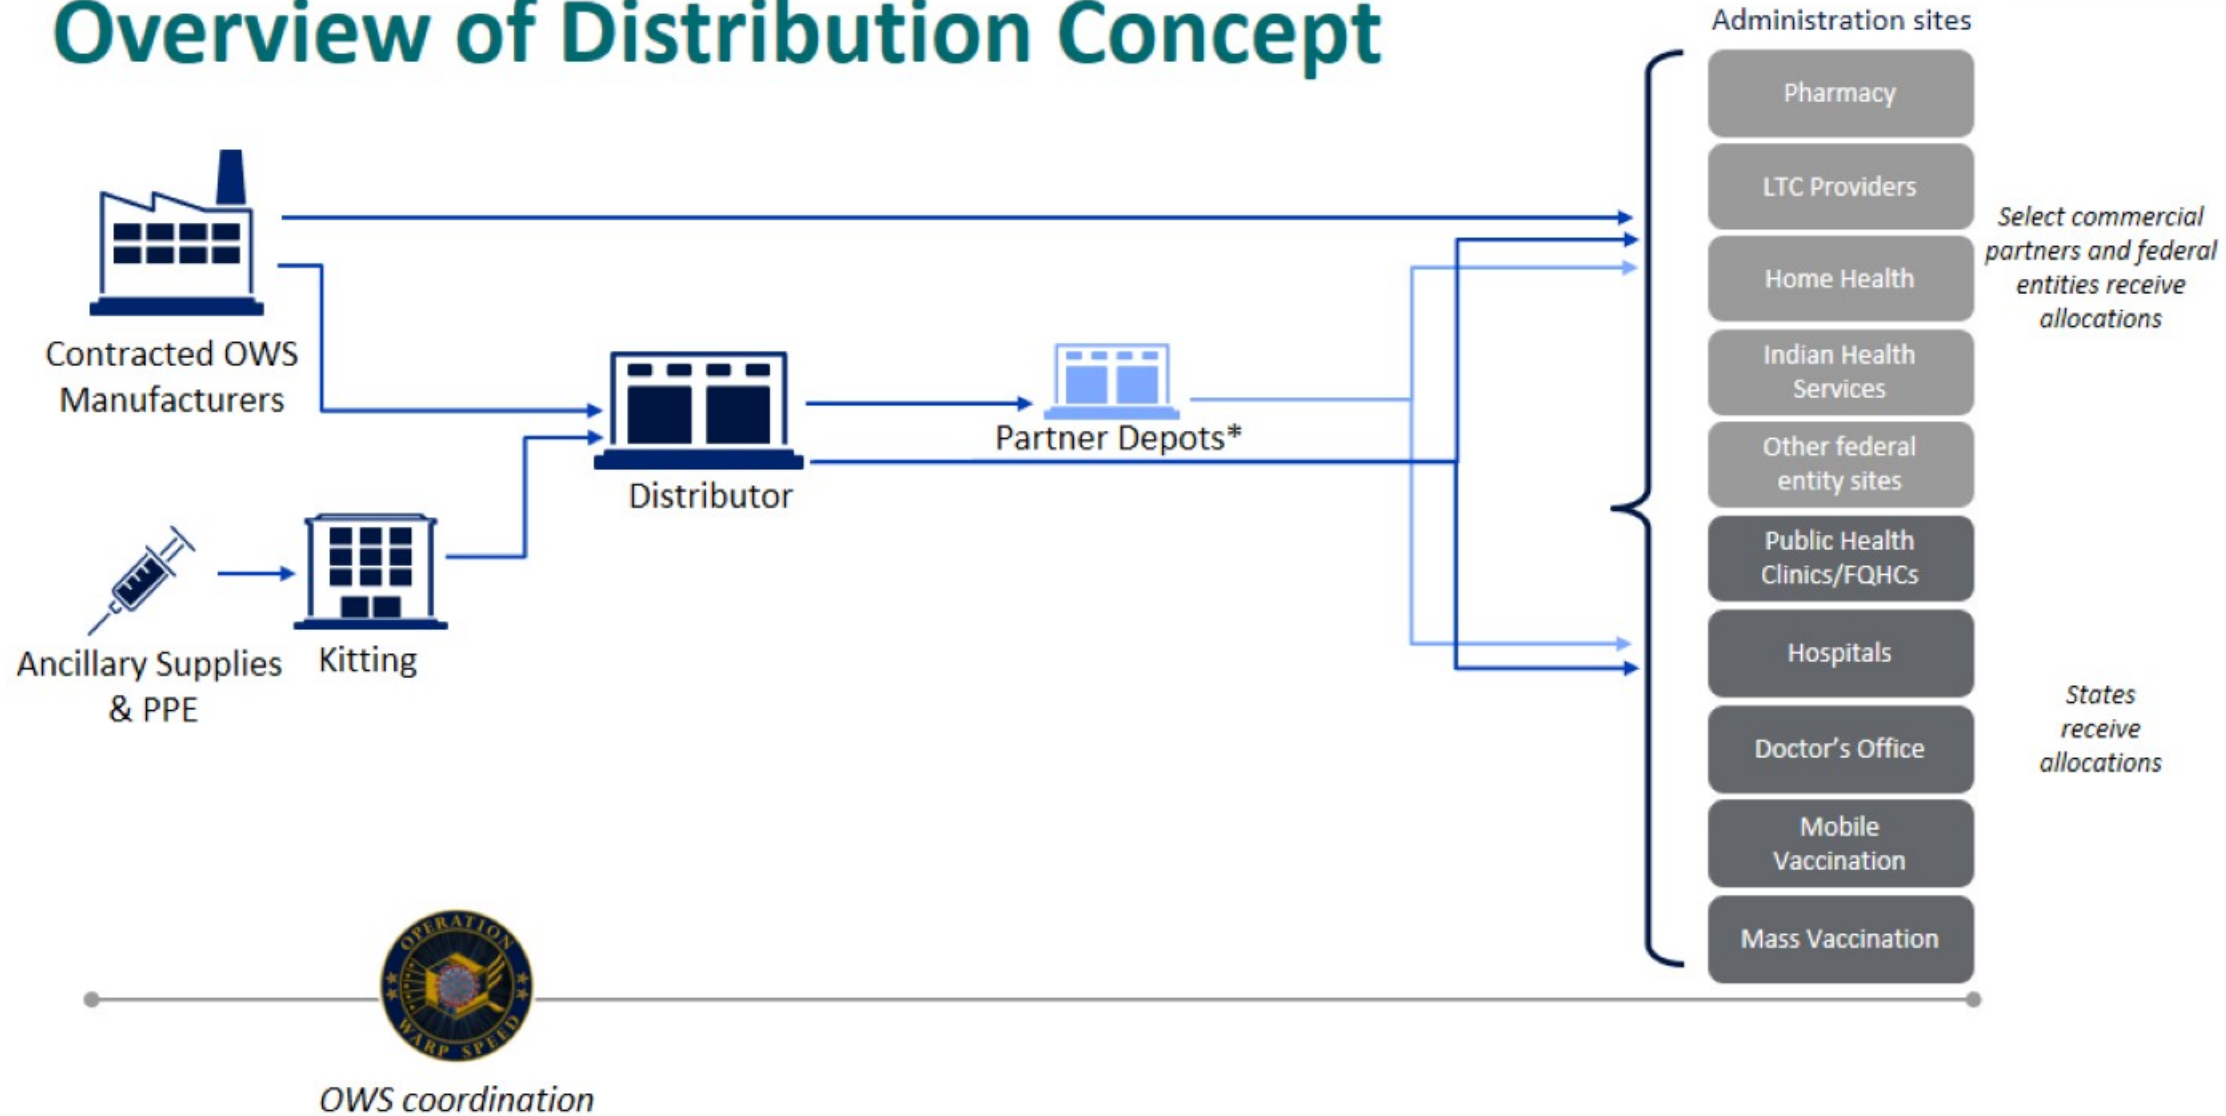 Overview of Distribution Concept
Administration sites
Pharmacy
LTC Providers
Home Health
Indian Health
Services
Other federal
entity sites
Public Health
Clinics/FQHCs
Hospitals
Doctor's Office
Mobile
Vaccination
Mass Vaccination
Select commercial
partners and federal
entities receive
allocations
States
receive
allocations
Contracted OWS
Manufacturers
Distributor
Partner Depots*
Ancillary Supplies
& PPE
Kitting
OPERATION
WARP SPEED
OWS coordination